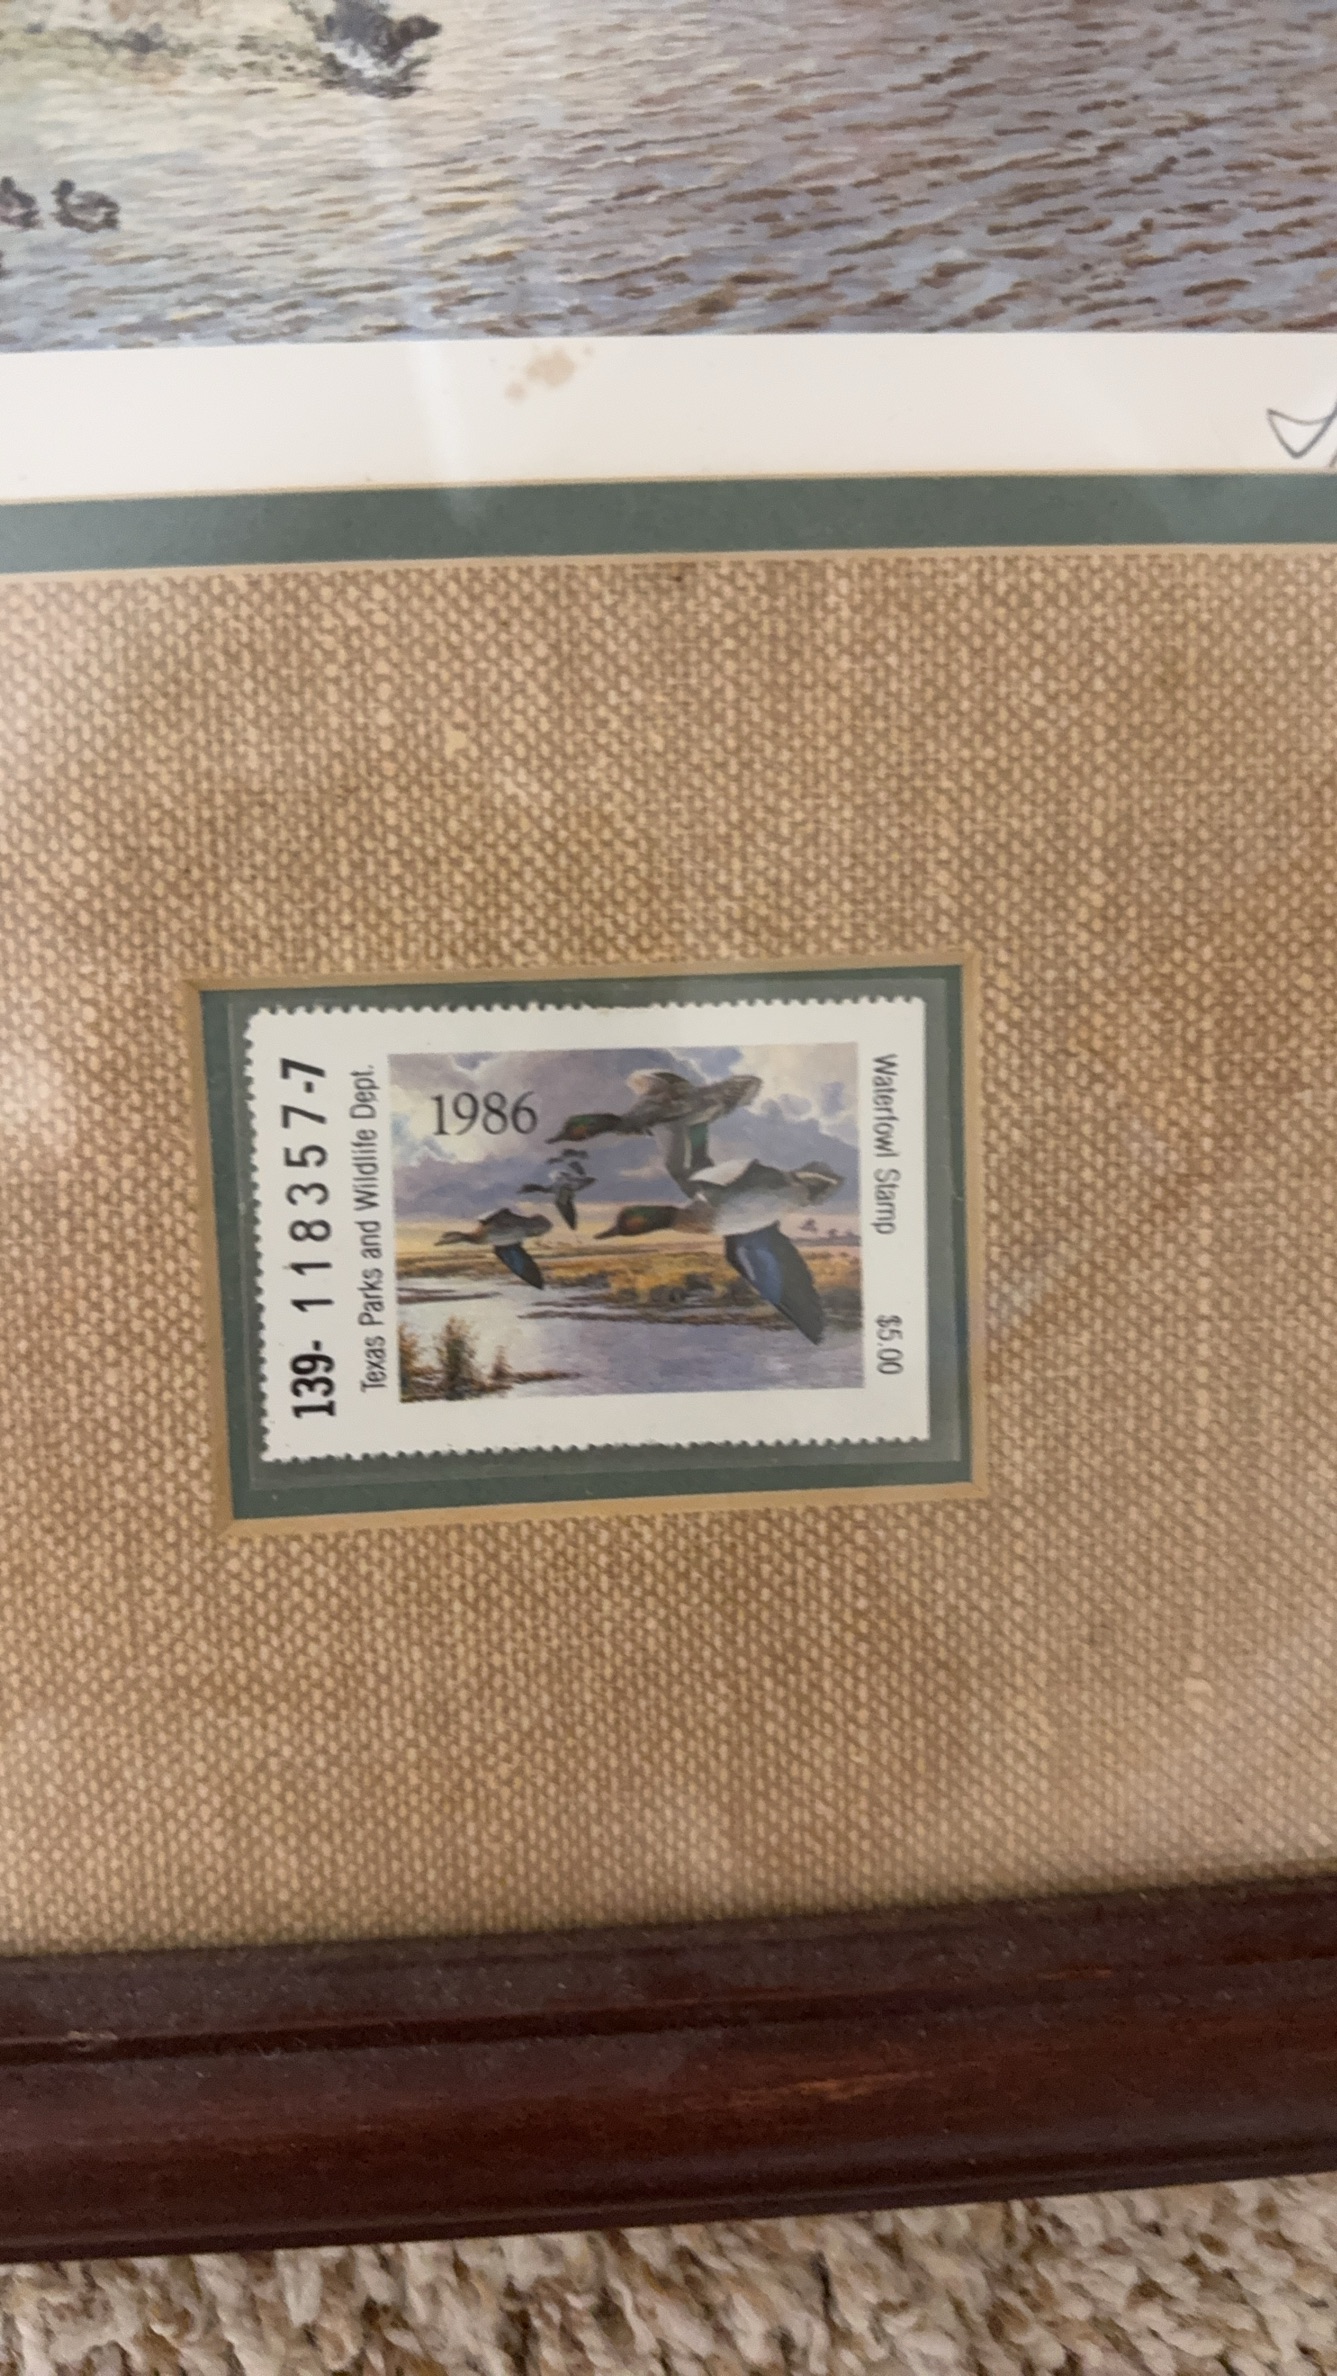 139- 118357-7
Texas Parks and Wildlife Dept.
1986
Waterfowl Stamp $5.00